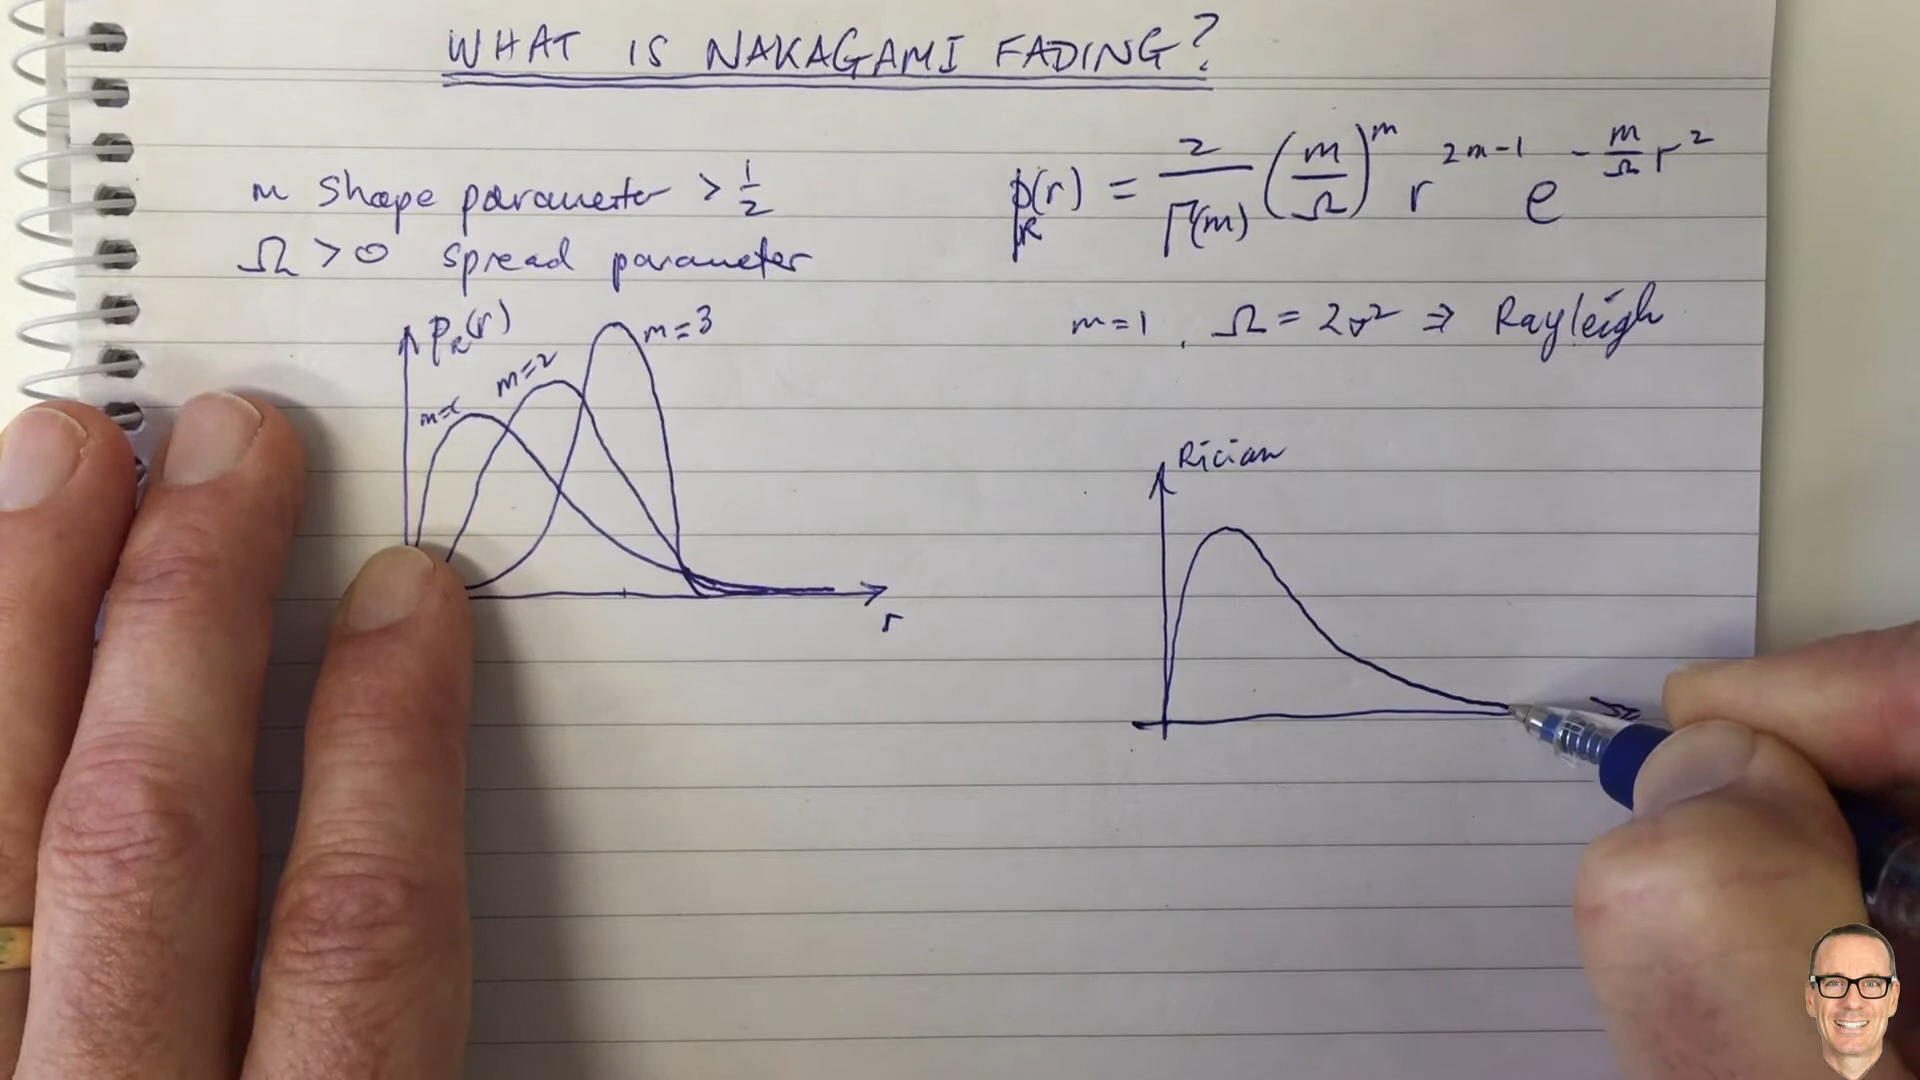 WHAT IS NAKAGAMI FADING?
m shape parameter > 1/2
Ω > 0 spread parameter
p_R(r) = 2/Γ(m) (m/Ω)^m r^(2m-1) e^(-m/Ω r^2)
m=1, Ω = 2σ² ⇒ Rayleigh
p_R(r)
m=1
m=2
m=3
r
Rician